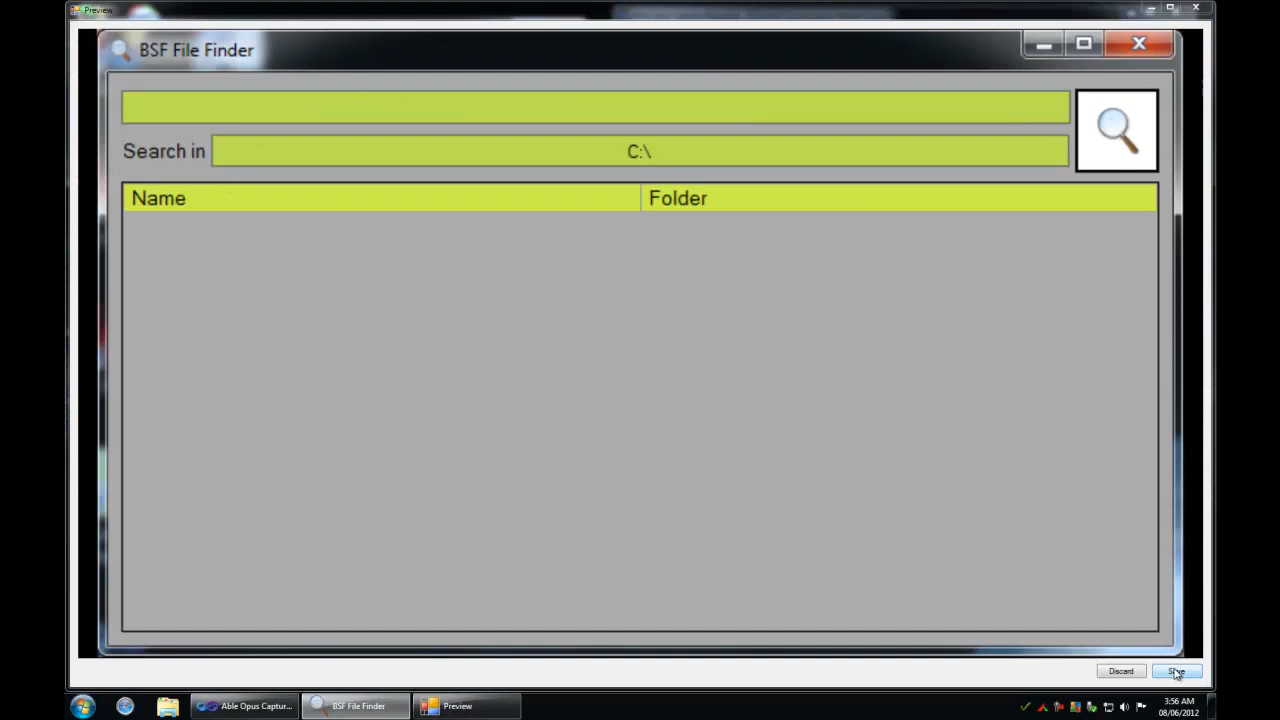 Preview
BSF File Finder
Search in C:\
Name Folder
Discard Save
Able Opus Captur... BSF File Finder Preview 3:56 AM
08/06/2012